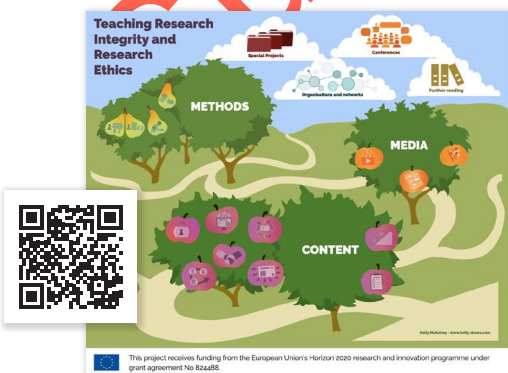 Teaching Research
Integrity and
Research
Ethics
Special Projects
Conferences
Organisations and networks
Further reading
METHODS
MEDIA
CONTENT
This project receives funding from the European Union's Horizon 2020 research and innovation programme under
grant agreement No 824488.